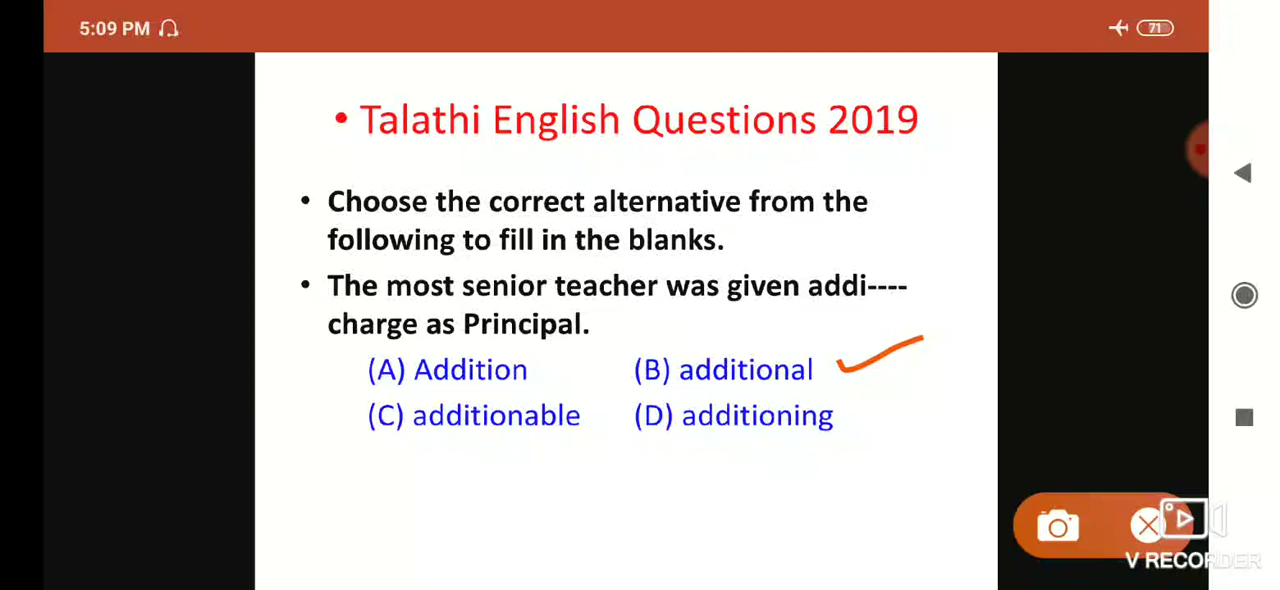 5:09 PM
71
• Talathi English Questions 2019
• Choose the correct alternative from the
following to fill in the blanks.
• The most senior teacher was given addi----
charge as Principal.
(A) Addition (B) additional
(C) additionable (D) additioning
V RECORDER